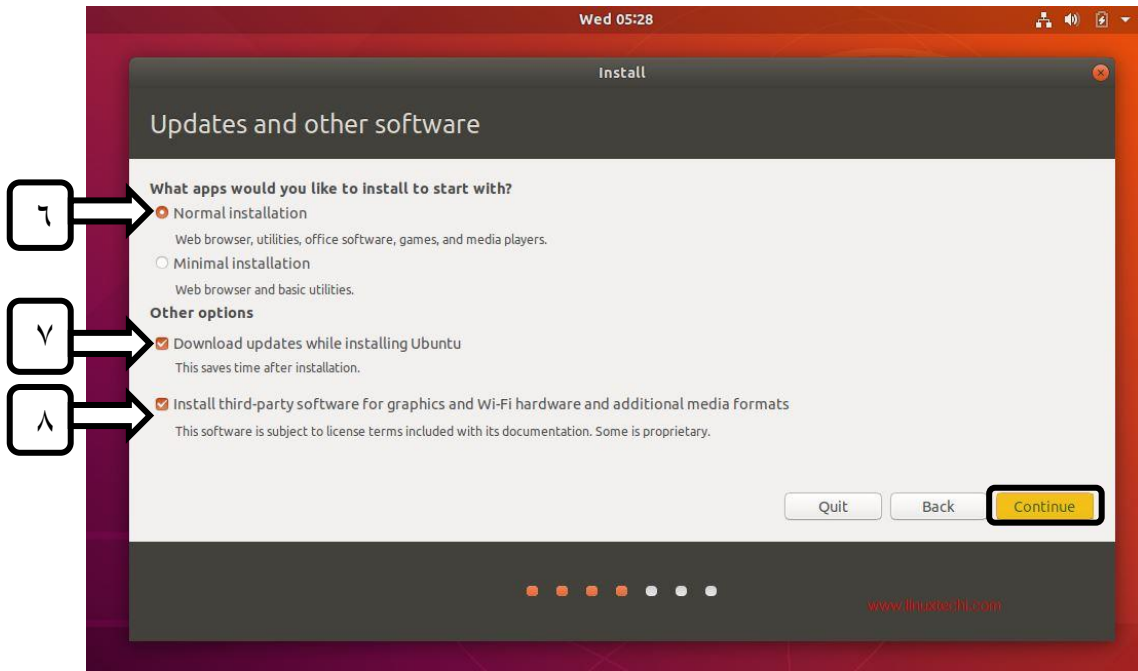 Wed 05:28
Install
Updates and other software
What apps would you like to install to start with?
٦
Normal installation
Web browser, utilities, office software, games, and media players.
Minimal installation
Web browser and basic utilities.
Other options
٧
Download updates while installing Ubuntu
This saves time after installation.
٨
Install third-party software for graphics and Wi-Fi hardware and additional media formats
This software is subject to license terms included with its documentation. Some is proprietary.
Quit Back Continue
www.linuxtechi.com